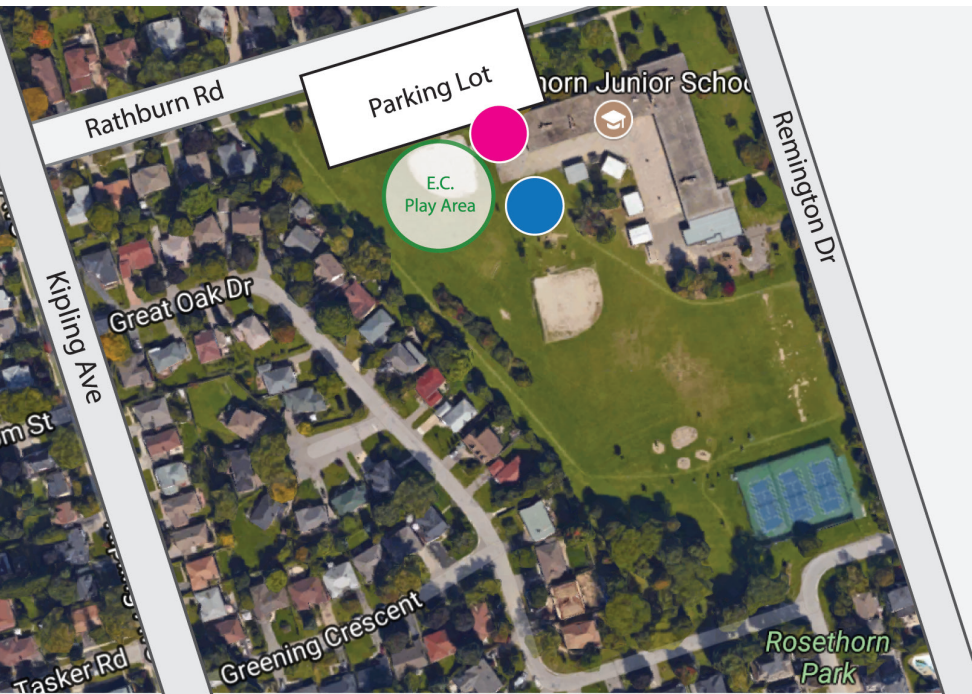 Parking Lot
Rathburn Rd
horn Junior Schoo
Remington Dr
E.C.
Play Area
Great Oak Dr
Kipling Ave
m St
Greening Crescent
Tasker Rd
Rosethorn
Park